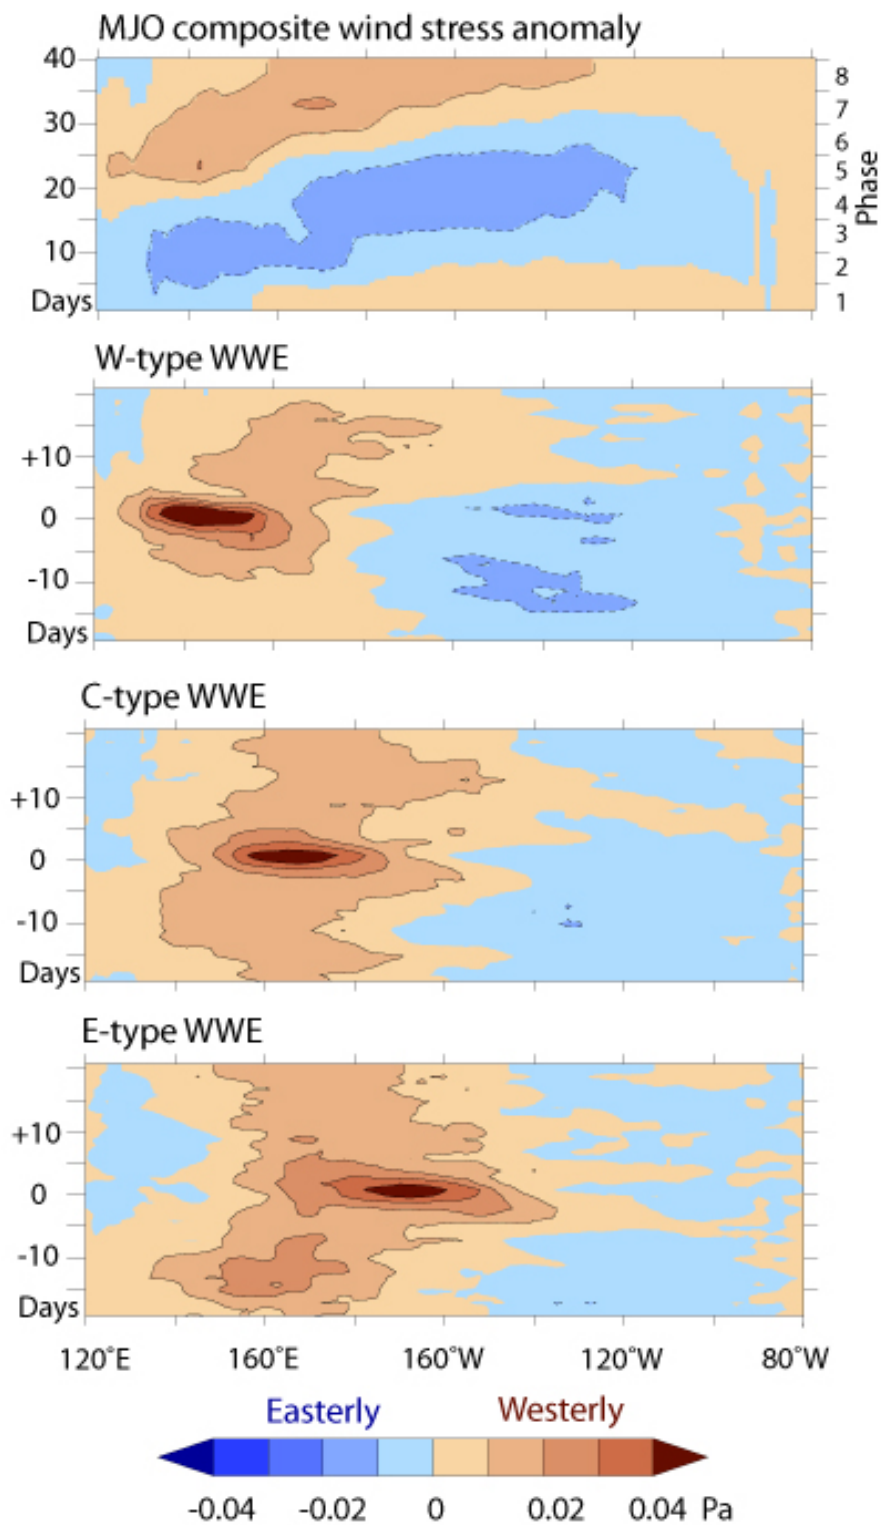 MJO composite wind stress anomaly
40
30
20
10
Days
8
7
6
5
4
3
2
1
Phase
W-type WWE
+10
0
-10
Days
C-type WWE
+10
0
-10
Days
E-type WWE
+10
0
-10
Days
120˚E 160˚E 160˚W 120˚W 80˚W
Easterly Westerly
-0.04 -0.02 0 0.02 0.04 Pa